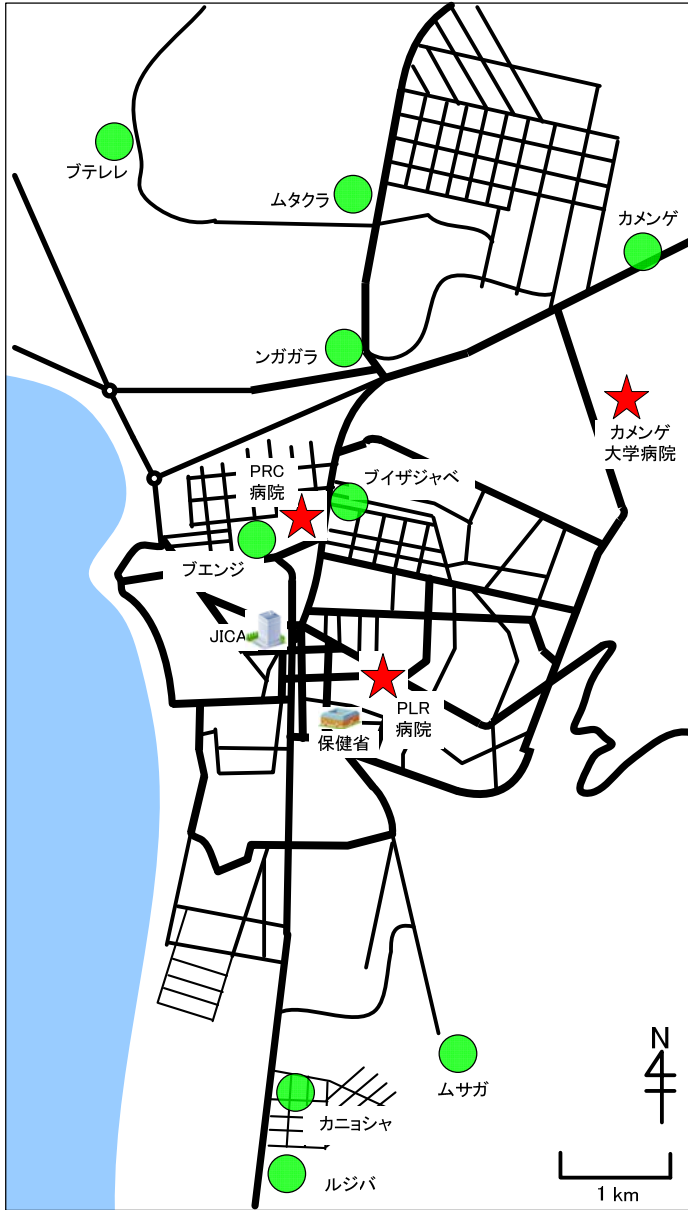 ブテレレ
ムタクラ
カメンゲ
ンガガラ
カメンゲ
大学病院
PRC
病院
ブイザジャベ
ブエンジ
JICA
PLR
病院
保健省
N
ムサガ
カニョシャ
ルジバ
1 km